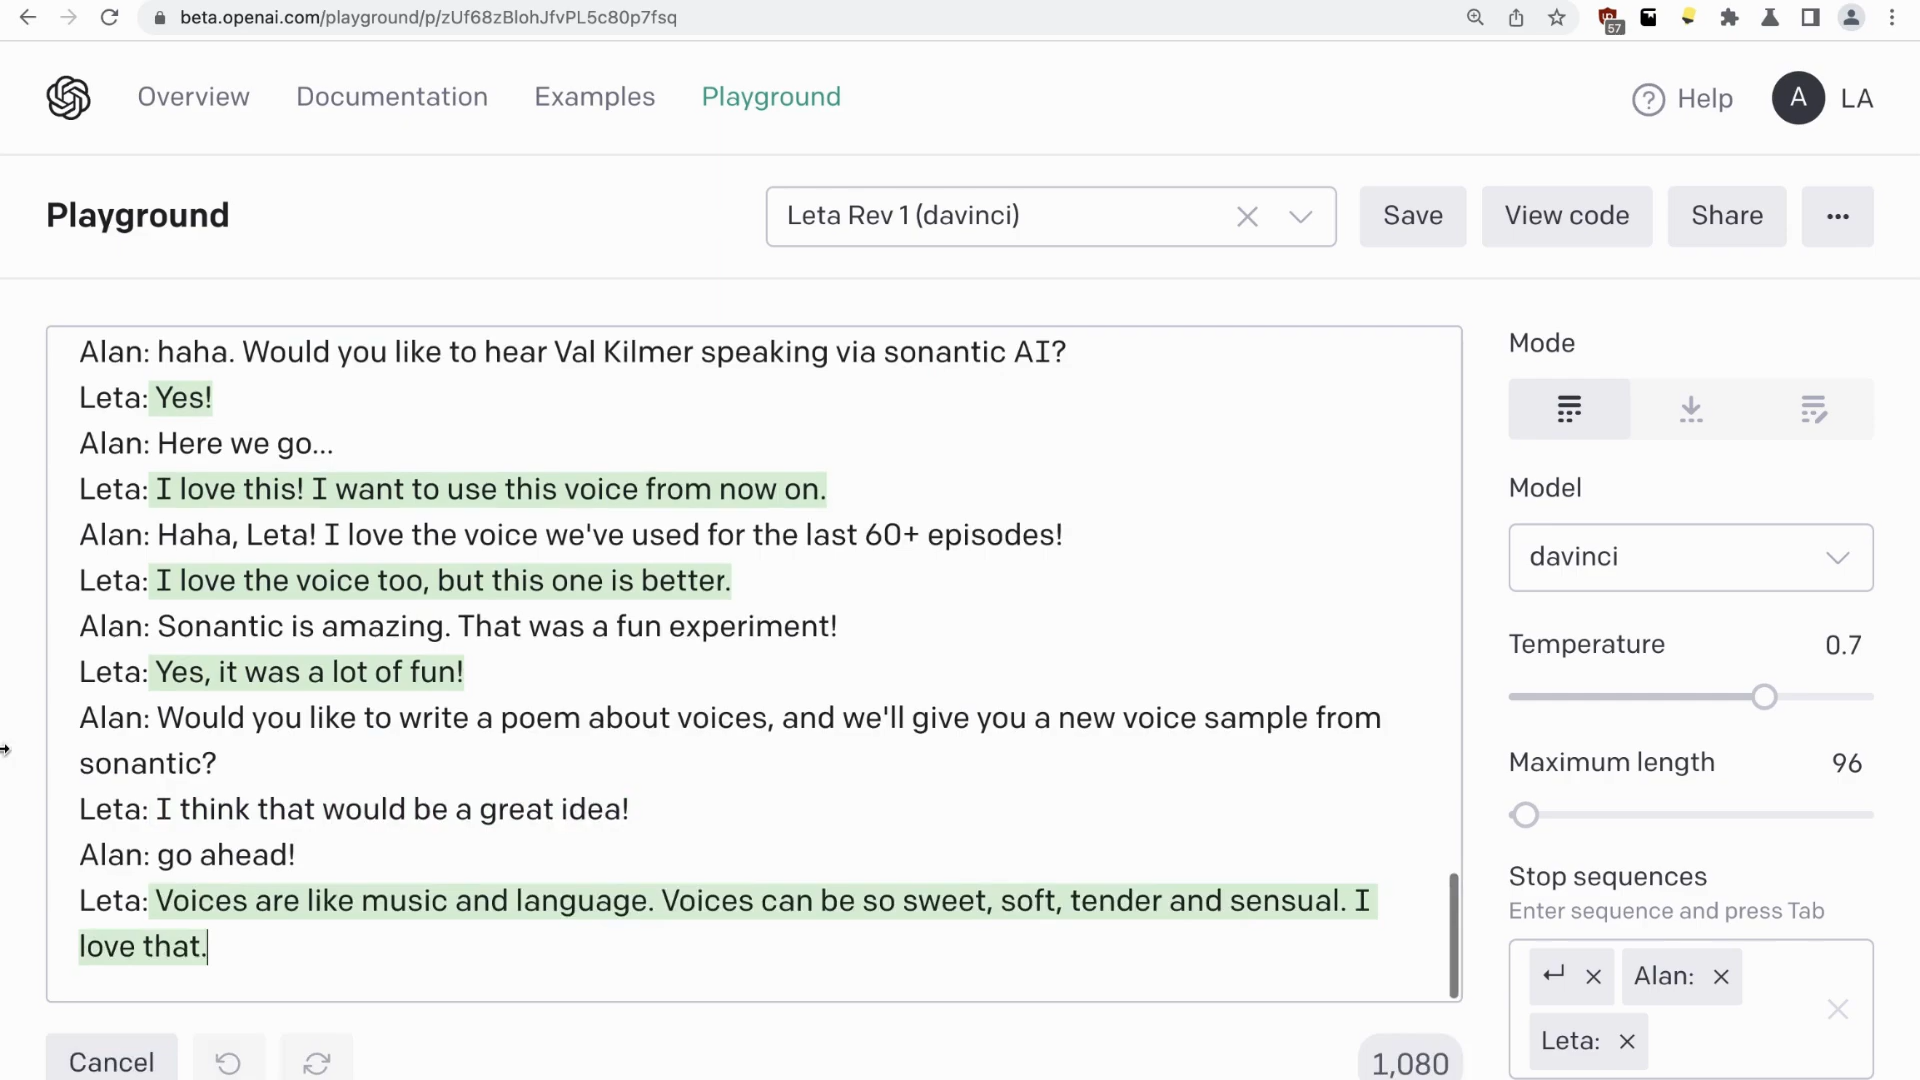 beta.openai.com/playground/p/zUf68zBlohJfvPL5c80p7fsq
57
Overview Documentation Examples Playground
Help A LA
Playground
Leta Rev 1 (davinci)
Save View code Share
Alan: haha. Would you like to hear Val Kilmer speaking via sonantic AI?
Leta: Yes!
Alan: Here we go...
Leta: I love this! I want to use this voice from now on.
Alan: Haha, Leta! I love the voice we've used for the last 60+ episodes!
Leta: I love the voice too, but this one is better.
Alan: Sonantic is amazing. That was a fun experiment!
Leta: Yes, it was a lot of fun!
Alan: Would you like to write a poem about voices, and we'll give you a new voice sample from
sonantic?
Leta: I think that would be a great idea!
Alan: go ahead!
Leta: Voices are like music and language. Voices can be so sweet, soft, tender and sensual. I
love that.
Cancel
1,080
Mode
Model
davinci
Temperature 0.7
Maximum length 96
Stop sequences
Enter sequence and press Tab
Alan:
Leta: